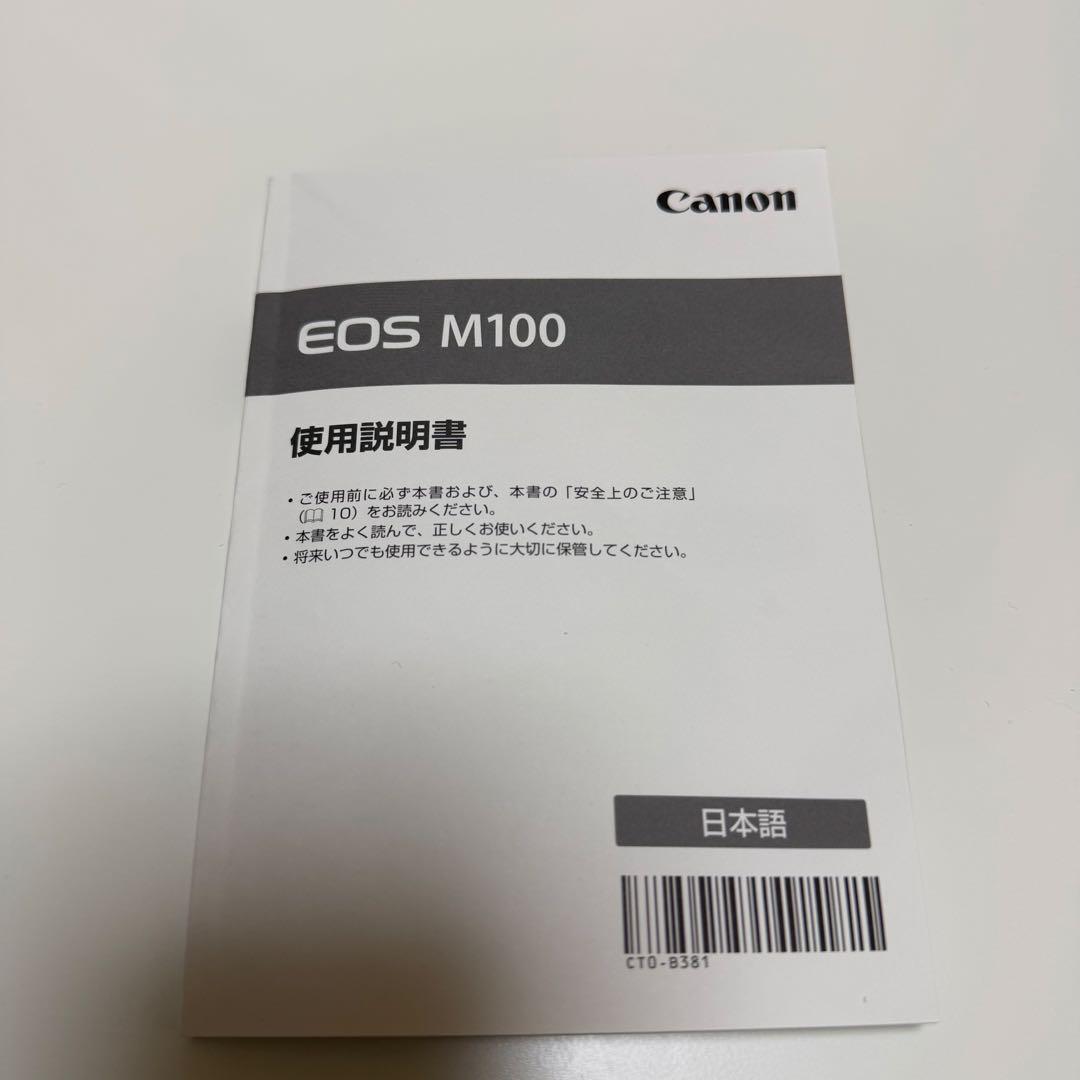 Canon
EOS M100
使用説明書
• ご使用前に必ず本書および、本書の「安全上のご注意」
(📖 10) をお読みください。
• 本書をよく読んで、正しくお使いください。
• 将来いつでも使用できるように大切に保管してください。
日本語
CT0-B381